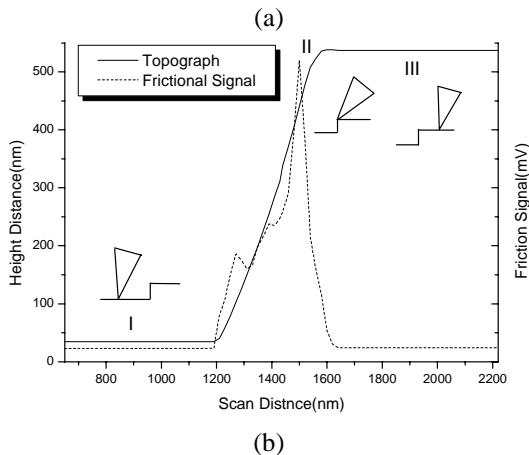 (a)
II
Topograph
Frictional Signal
III
I
500
400
300
200
100
0
800
1000
1200
1400
1600
1800
2000
2200
Height Distance(nm)
Friction Signal(mV)
Scan Distnce(nm)
(b)